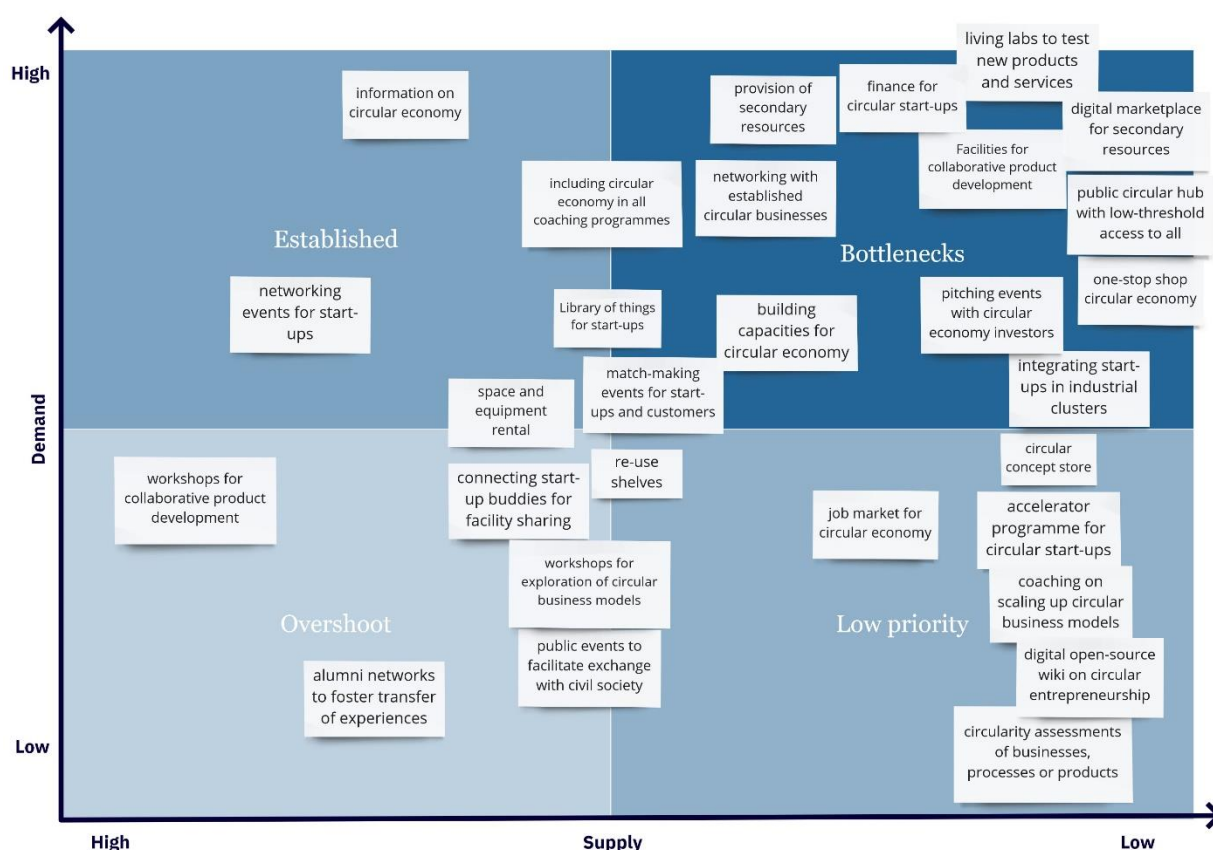 High
living labs to test
new products
and services
information on
circular economy
provision of
secondary
resources
finance for
circular start-ups
digital marketplace
for secondary
resources
Facilities for
collaborative product
development
including circular
economy in all
coaching programmes
networking with
established
circular businesses
public circular hub
with low-threshold
access to all
Established
Bottlenecks
networking
events for start-
ups
Library of things
for start-ups
building
capacities for
circular economy
pitching events
with circular
economy investors
one-stop shop
circular economy
match-making
events for start-
ups and customers
integrating start-
ups in industrial
clusters
space and
equipment
rental
Demand
workshops for
collaborative product
development
connecting start-
up buddies for
facility sharing
re-use
shelves
circular
concept store
job market for
circular economy
accelerator
programme for
circular start-ups
workshops for
exploration of circular
business models
coaching on
scaling up circular
business models
Overshoot
Low priority
public events to
facilitate exchange
with civil society
alumni networks
to foster transfer
of experiences
digital open-source
wiki on circular
entrepreneurship
circularity assessments
of businesses,
processes or products
Low
High
Supply
Low